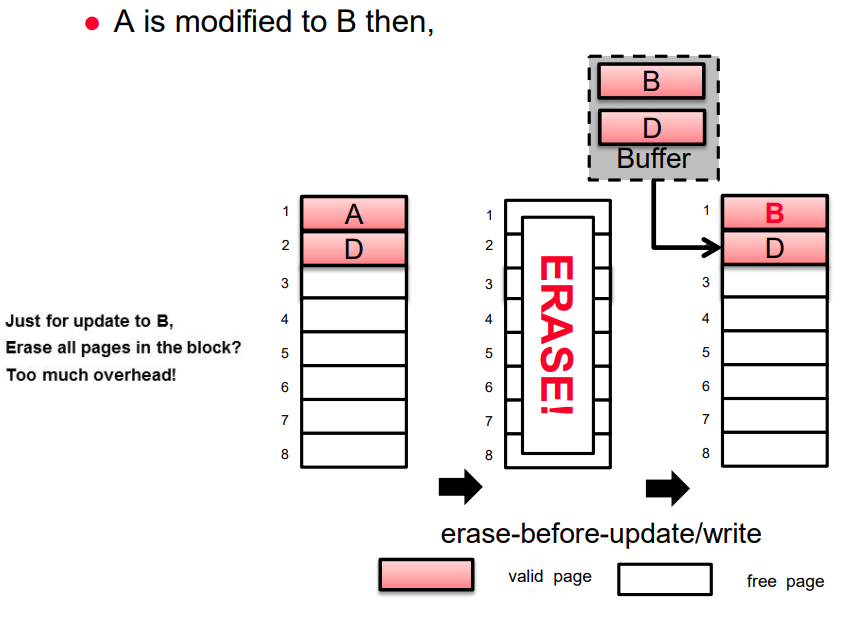 ● A is modified to B then,
B
D
Buffer
1 A
2 D
3
4
5
6
7
8
1
2
3
4
5
6
7
8
ERASE!
1 B
2 D
3
4
5
6
7
8
Just for update to B,
Erase all pages in the block?
Too much overhead!
erase-before-update/write
valid page
free page